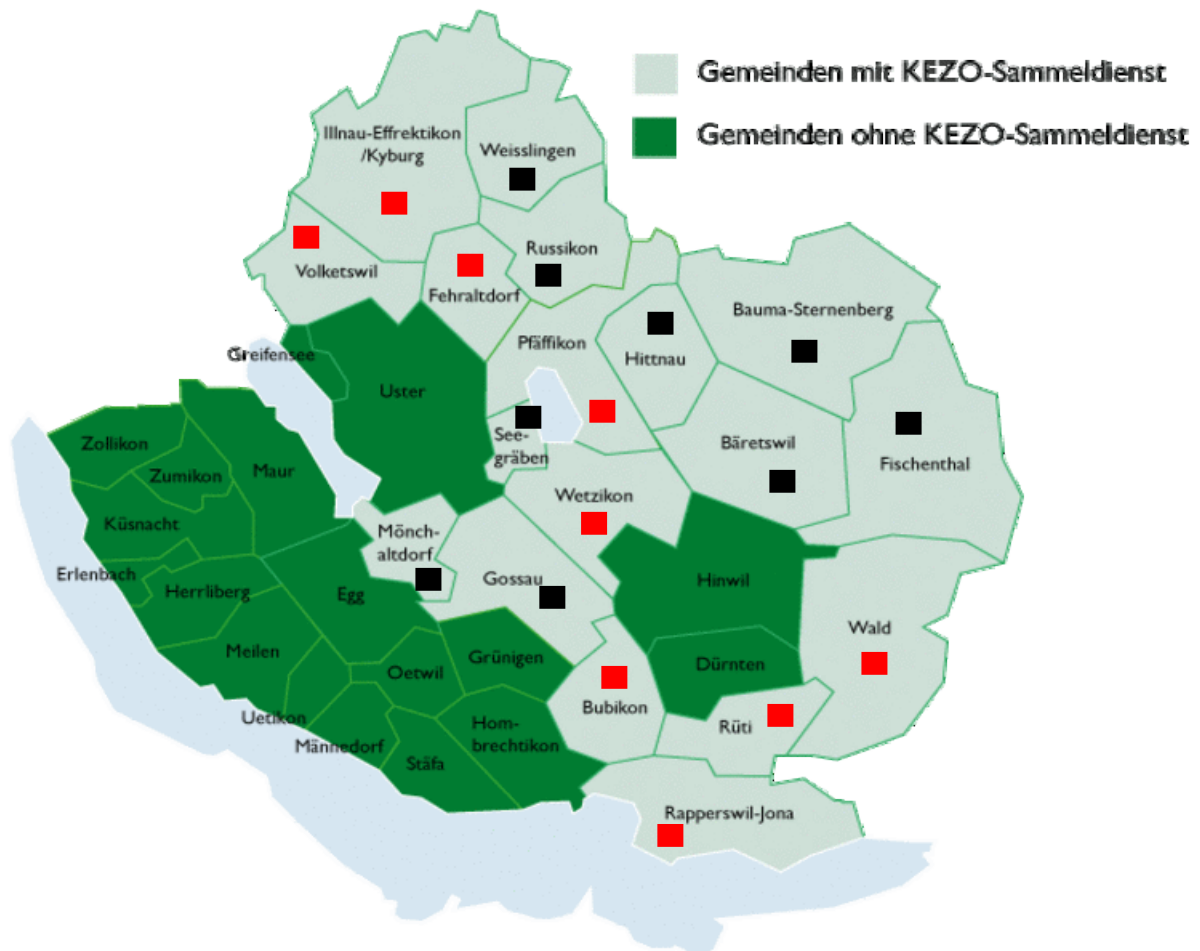 Gemeinden mit KEZO-Sammeldienst
Gemeinden ohne KEZO-Sammeldienst
Illnau-Effrektikon
/Kyburg
Weisslingen
Russikon
Volketswil
Fehraltdorf
Bauma-Sternenberg
Pfäffikon
Hittnau
Greifensee
Uster
See-
gräben
Bäretswil
Fischenthal
Zollikon
Zumikon
Maur
Wetzikon
Küsnacht
Mönch-
altdorf
Gossau
Erlenbach
Herrliberg
Egg
Hinwil
Wald
Meilen
Oetwil
Grünigen
Dürnten
Bubikon
Uetikon
Männedorf
Hom-
brechtikon
Rüti
Stäfa
Rapperswil-Jona